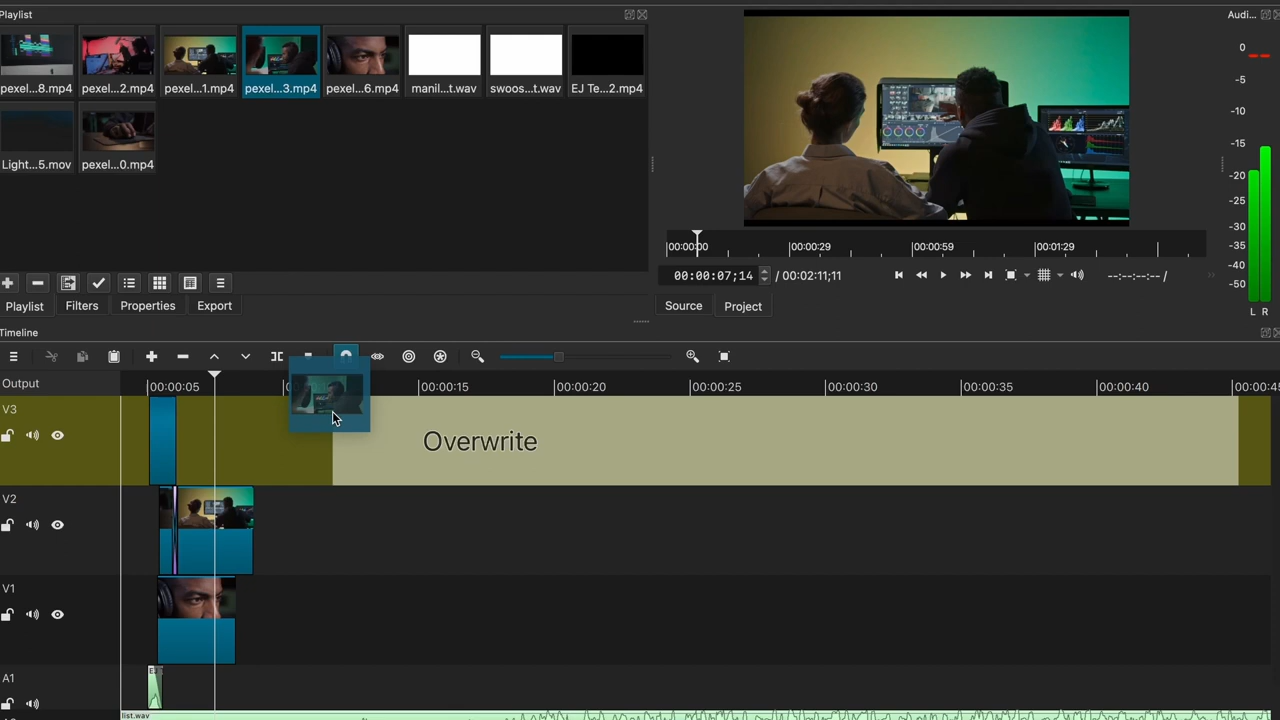 Playlist
Audi...
pexel...8.mp4
pexel...2.mp4
pexel...1.mp4
pexel...3.mp4
pexel...6.mp4
manil...t.wav
swoos...t.wav
EJ Te...2.mp4
Light...5.mov
pexel...0.mp4
0
-5
-10
-15
-20
-25
-30
-35
-40
-50
L R
00:00:00
00:00:29
00:00:59
00:01:29
00:00:07;14 / 00:02:11;11
--:--:--:-- /
Playlist
Filters
Properties
Export
Source
Project
Timeline
Output
00:00:05
00:00:15
00:00:20
00:00:25
00:00:30
00:00:35
00:00:40
00:00:45
V3
Overwrite
V2
V1
A1
list.wav